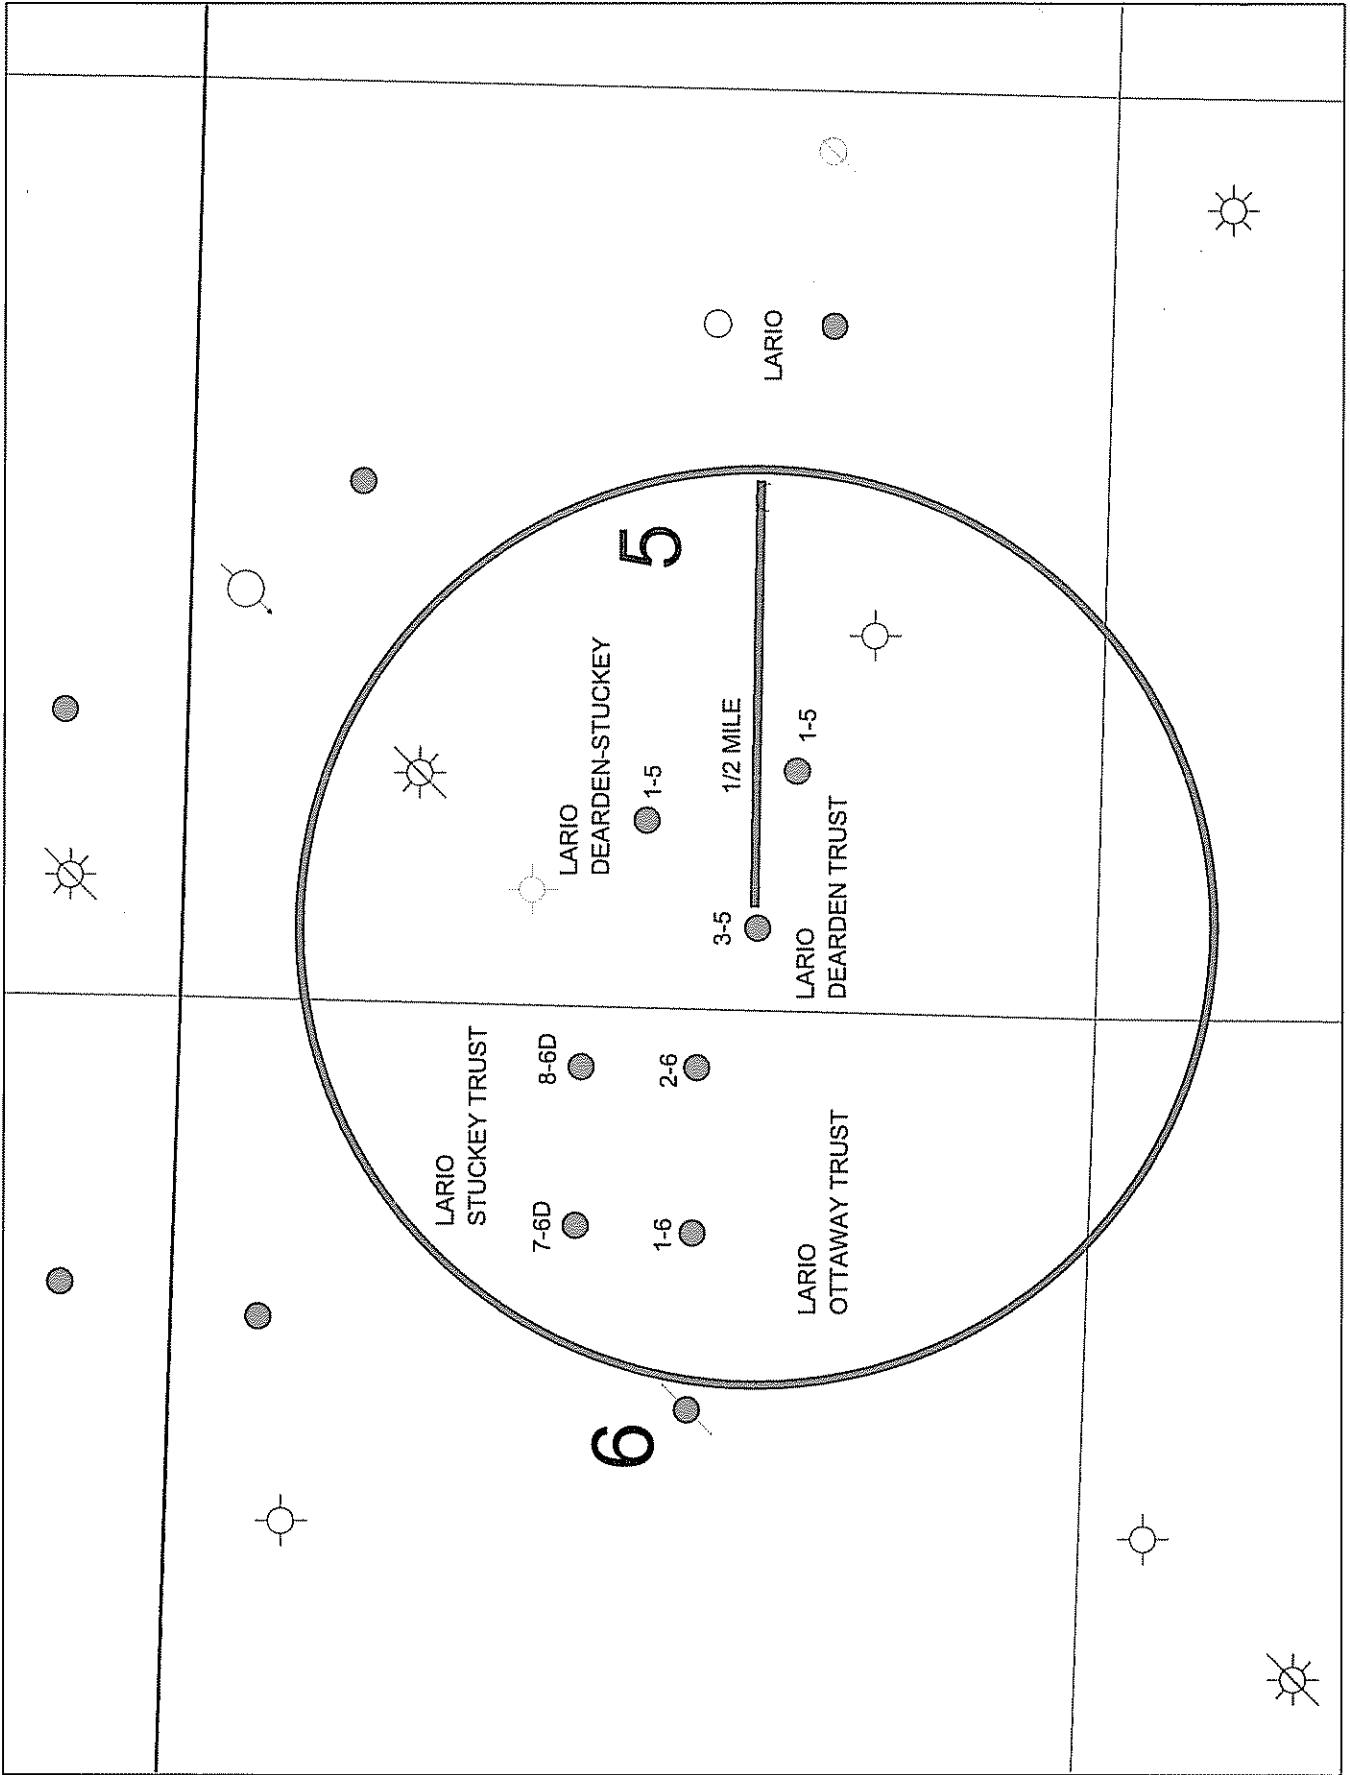 LARIO
STUCKEY TRUST
7-6D
8-6D
LARIO
DEARDEN-STUCKEY
6
5
1-5
1-6
2-6
3-5
1/2 MILE
LARIO
LARIO
OTTAWAY TRUST
LARIO
DEARDEN TRUST
1-5